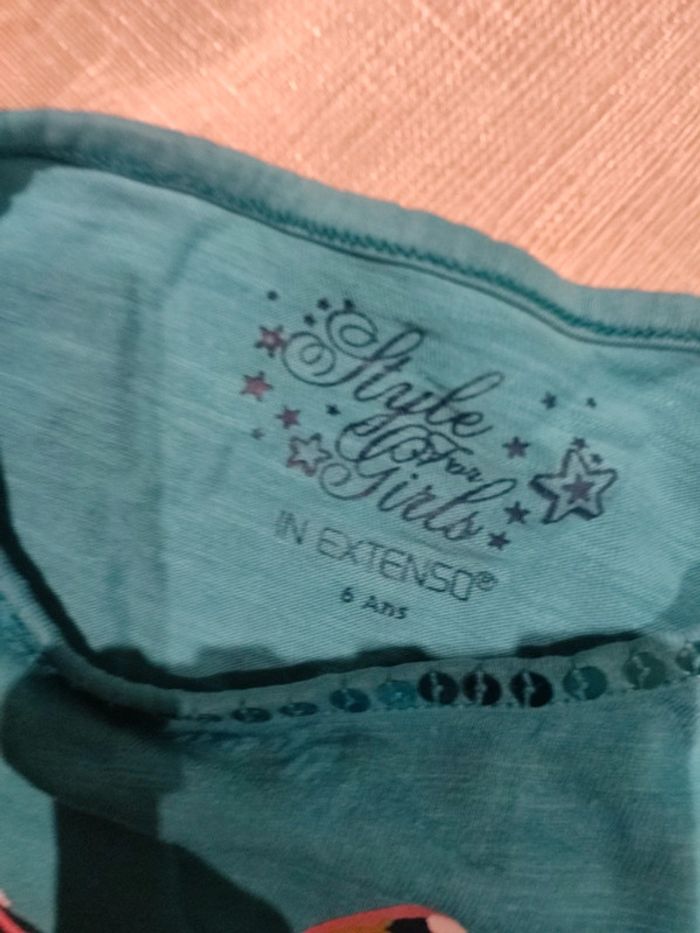 Style
For
Girls
IN EXTENSO®
6 Ans